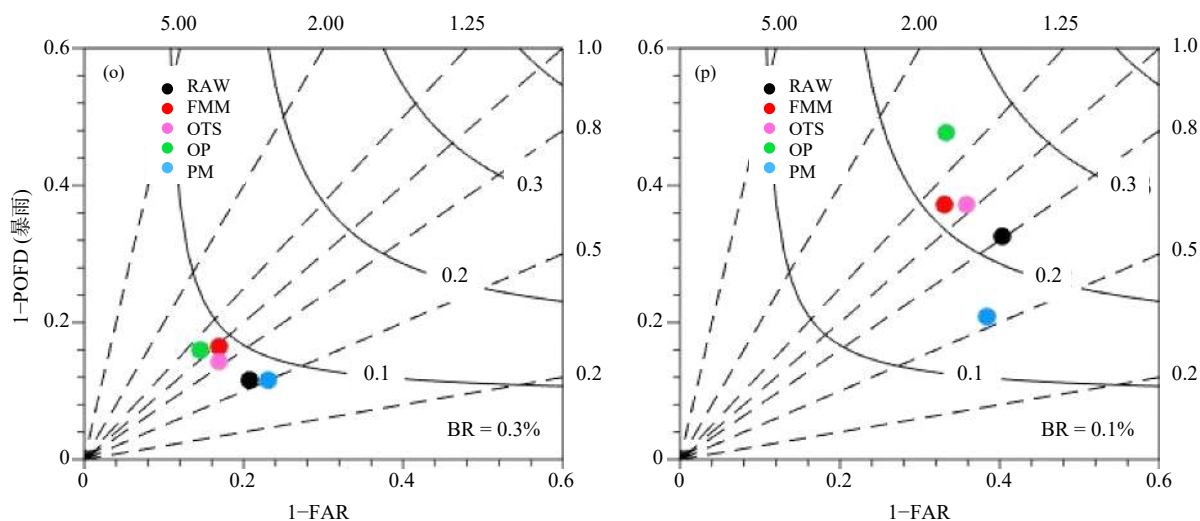 5.00 2.00 1.25
0.6 1.0
(o)
RAW
FMM
OTS
OP
PM
0.8
0.4 0.3
0.5
0.2
0.2
0.1 0.2
BR = 0.3%
0
0 0.2 0.4 0.6
1−FAR
1−POFD (暴雨)
5.00 2.00 1.25
0.6 1.0
(p)
RAW
FMM
OTS
OP
PM
0.8
0.4 0.3
0.5
0.2
0.2
0.1 0.2
BR = 0.1%
0
0 0.2 0.4 0.6
1−FAR